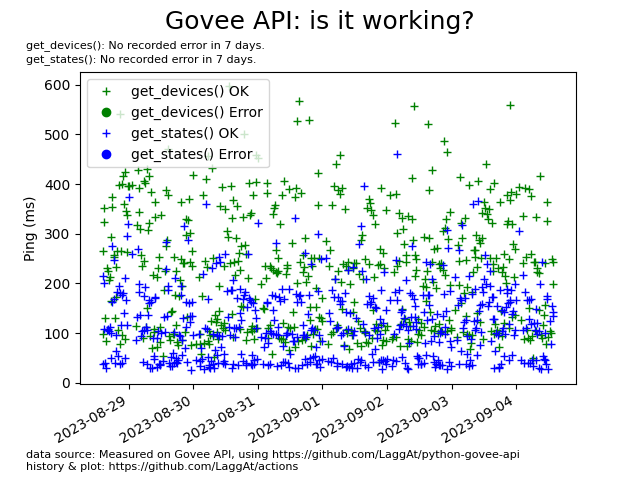 Govee API: is it working?
get_devices(): No recorded error in 7 days.
get_states(): No recorded error in 7 days.
get_devices() OK
get_devices() Error
get_states() OK
get_states() Error
Ping (ms)
600
500
400
300
200
100
0
2023-08-29
2023-08-30
2023-08-31
2023-09-01
2023-09-02
2023-09-03
2023-09-04
data source: Measured on Govee API, using https://github.com/LaggAt/python-govee-api
history & plot: https://github.com/LaggAt/actions